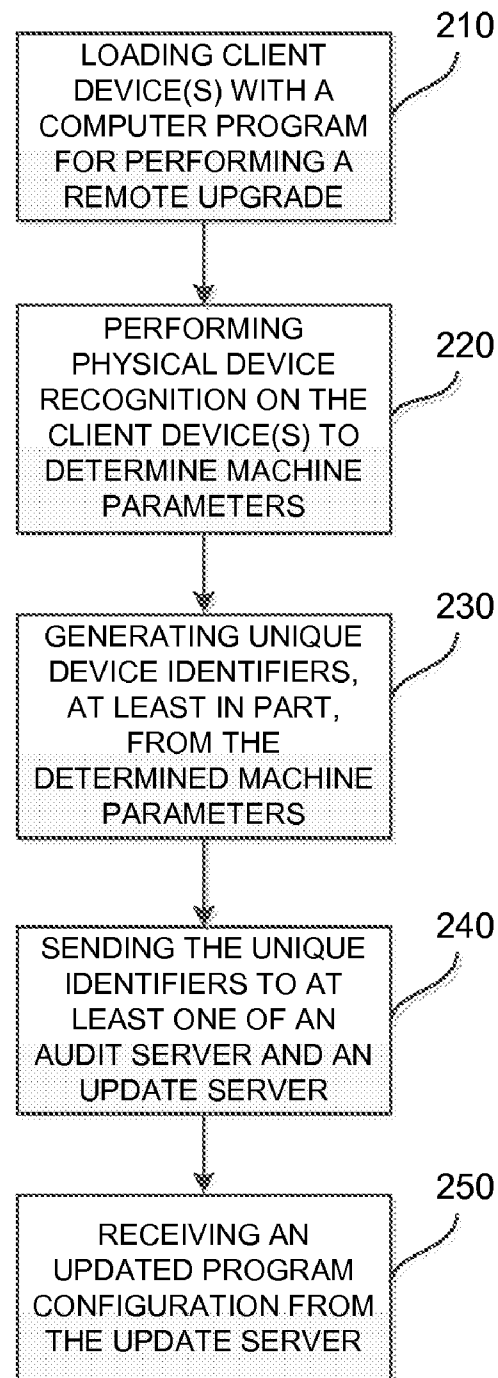 210
LOADING CLIENT
DEVICE(S) WITH A
COMPUTER PROGRAM
FOR PERFORMING A
REMOTE UPGRADE
220
PERFORMING
PHYSICAL DEVICE
RECOGNITION ON THE
CLIENT DEVICE(S) TO
DETERMINE MACHINE
PARAMETERS
230
GENERATING UNIQUE
DEVICE IDENTIFIERS,
AT LEAST IN PART,
FROM THE
DETERMINED MACHINE
PARAMETERS
240
SENDING THE UNIQUE
IDENTIFIERS TO AT
LEAST ONE OF AN
AUDIT SERVER AND AN
UPDATE SERVER
250
RECEIVING AN
UPDATED PROGRAM
CONFIGURATION FROM
THE UPDATE SERVER